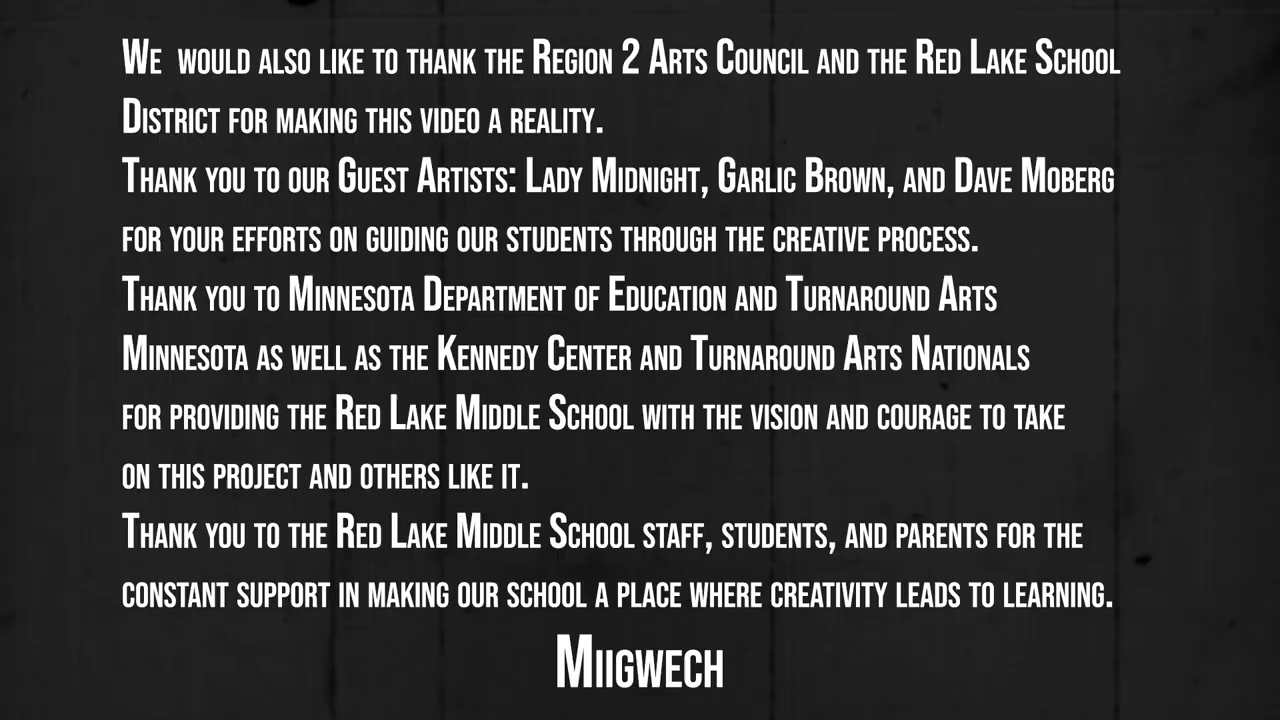 We would also like to thank the Region 2 Arts Council and the Red Lake School
District for making this video a reality.
Thank you to our Guest Artists: Lady Midnight, Garlic Brown, and Dave Moberg
for your efforts on guiding our students through the creative process.
Thank you to Minnesota Department of Education and Turnaround Arts
Minnesota as well as the Kennedy Center and Turnaround Arts Nationals
for providing the Red Lake Middle School with the vision and courage to take
on this project and others like it.
Thank you to the Red Lake Middle School staff, students, and parents for the
constant support in making our school a place where creativity leads to learning.
Miigwech